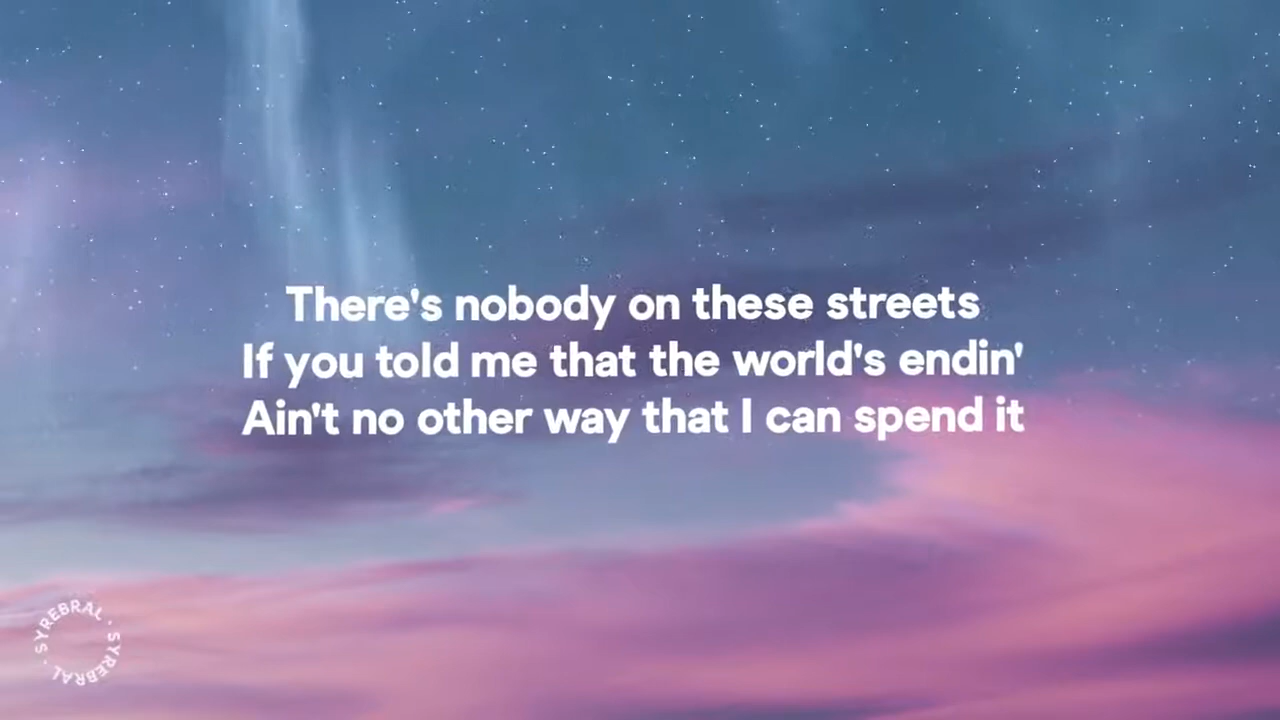 There's nobody on these streets
If you told me that the world's endin'
Ain't no other way that I can spend it
SYREBRAL · SYREBRAL ·